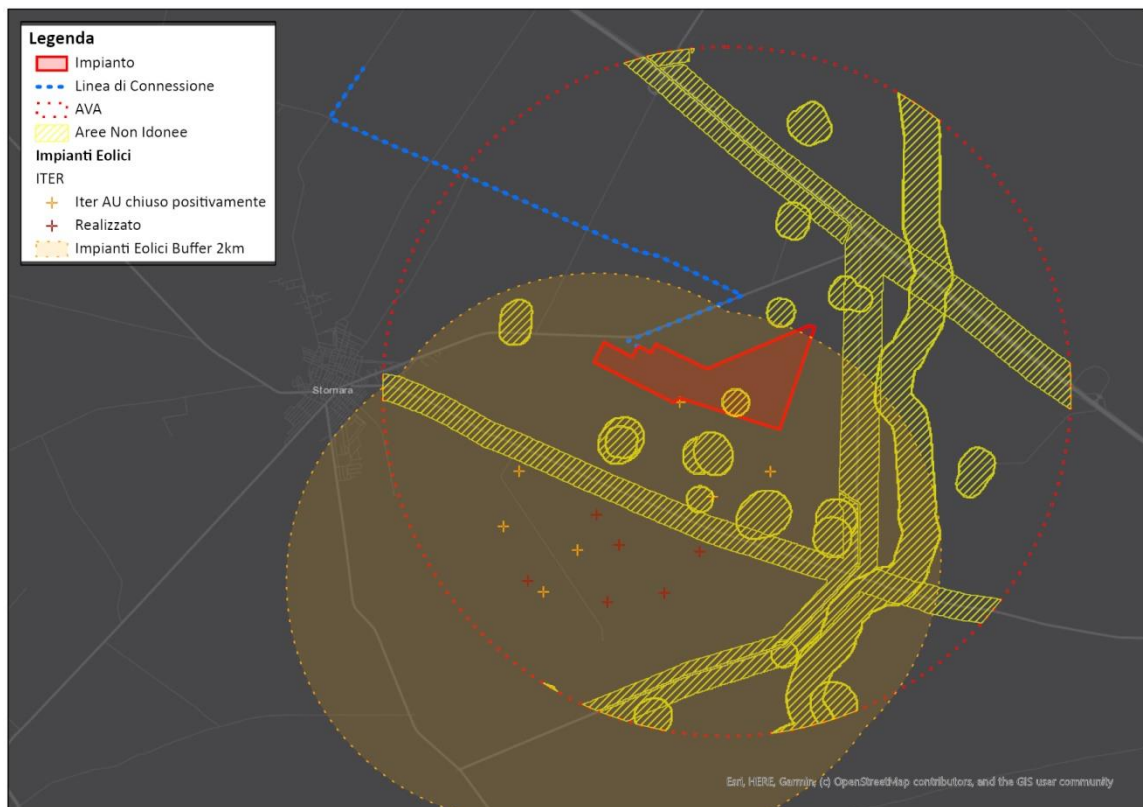 Legenda
Impianto
Linea di Connessione
AVA
Aree Non Idonee
Impianti Eolici
ITER
Iter AU chiuso positivamente
Realizzato
Impianti Eolici Buffer 2km
Stornara
Esri, HERE, Garmin, (c) OpenStreetMap contributors, and the GIS user community